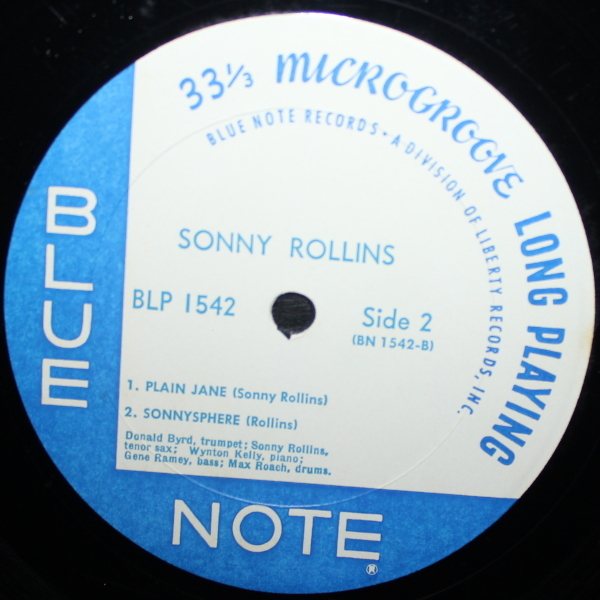 33⅓ MICROGROOVE LONG PLAYING
BLUE NOTE RECORDS • A DIVISION OF LIBERTY RECORDS, INC.
SONNY ROLLINS
BLP 1542
Side 2
(BN 1542-B)
1. PLAIN JANE (Sonny Rollins)
2. SONNYSPHERE (Rollins)
Donald Byrd, trumpet; Sonny Rollins,
tenor sax; Wynton Kelly, piano;
Gene Ramey, bass; Max Roach, drums.
BLUE
NOTE
®